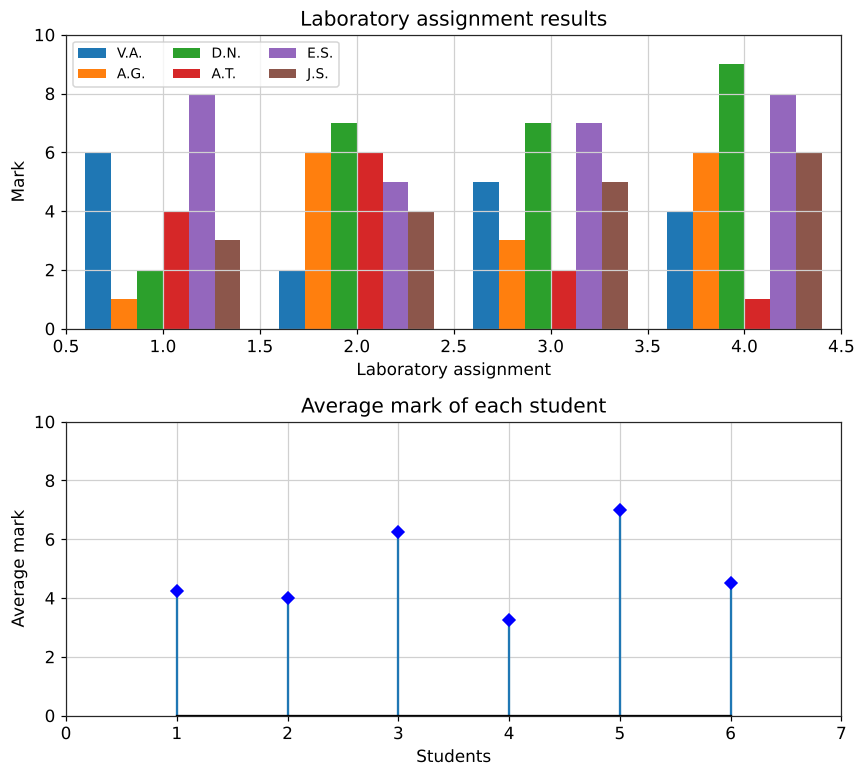 Laboratory assignment results
10
8
6
4
2
0
Mark
V.A. D.N. E.S.
A.G. A.T. J.S.
0.5 1.0 1.5 2.0 2.5 3.0 3.5 4.0 4.5
Laboratory assignment
Average mark of each student
10
8
6
4
2
0
Average mark
0 1 2 3 4 5 6 7
Students